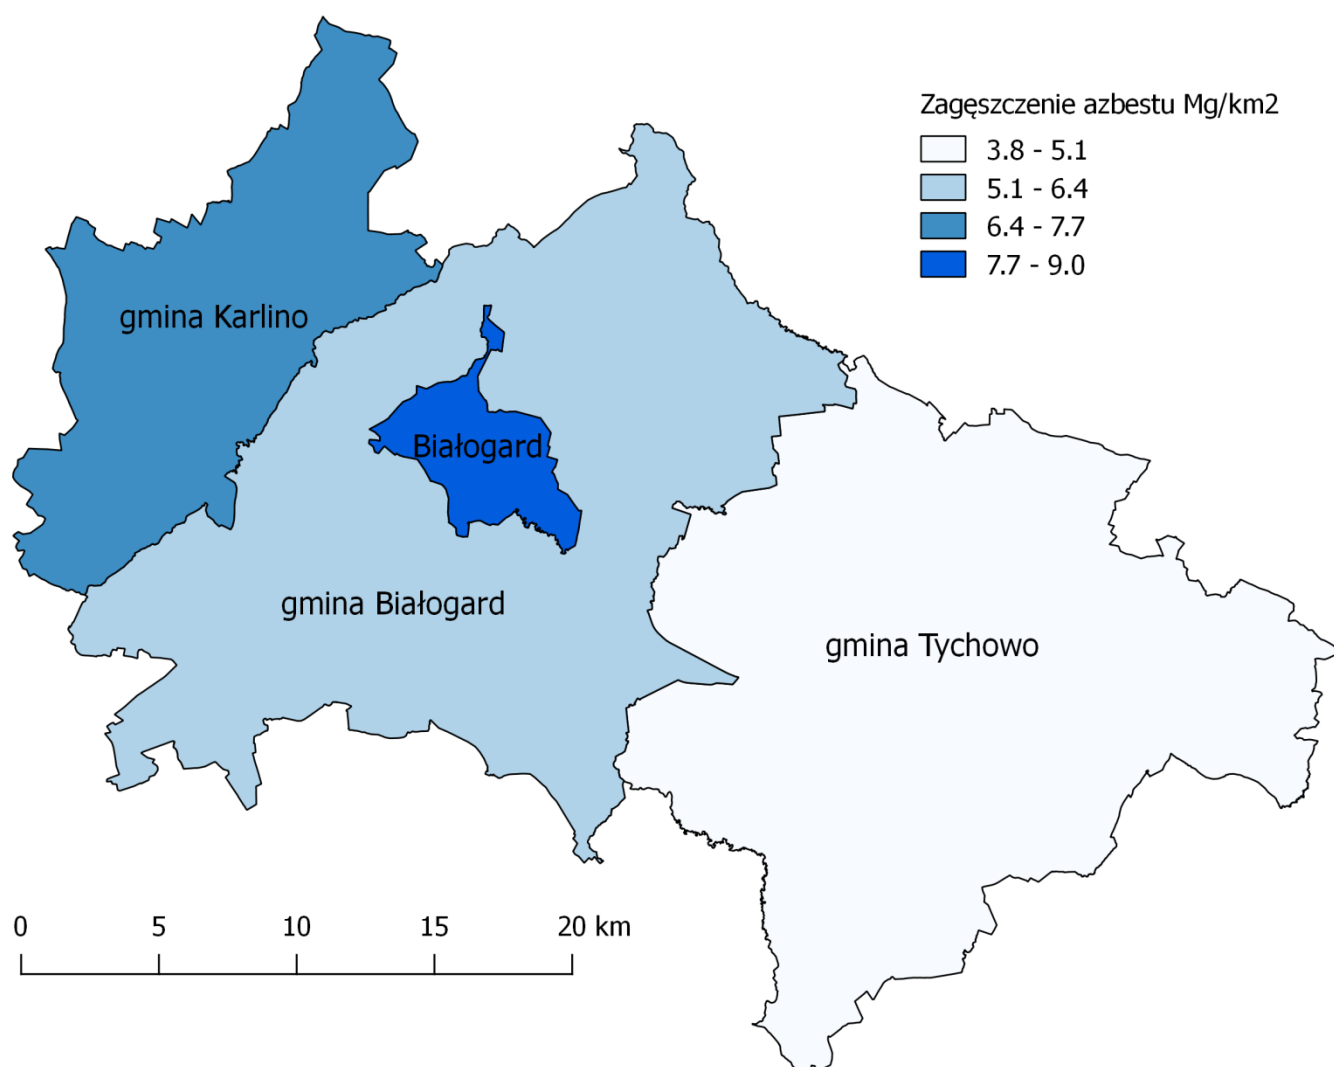 Zagęszczenie azbestu Mg/km2
3.8 - 5.1
5.1 - 6.4
6.4 - 7.7
7.7 - 9.0
gmina Karlino
Białogard
gmina Białogard
gmina Tychowo
0 5 10 15 20 km